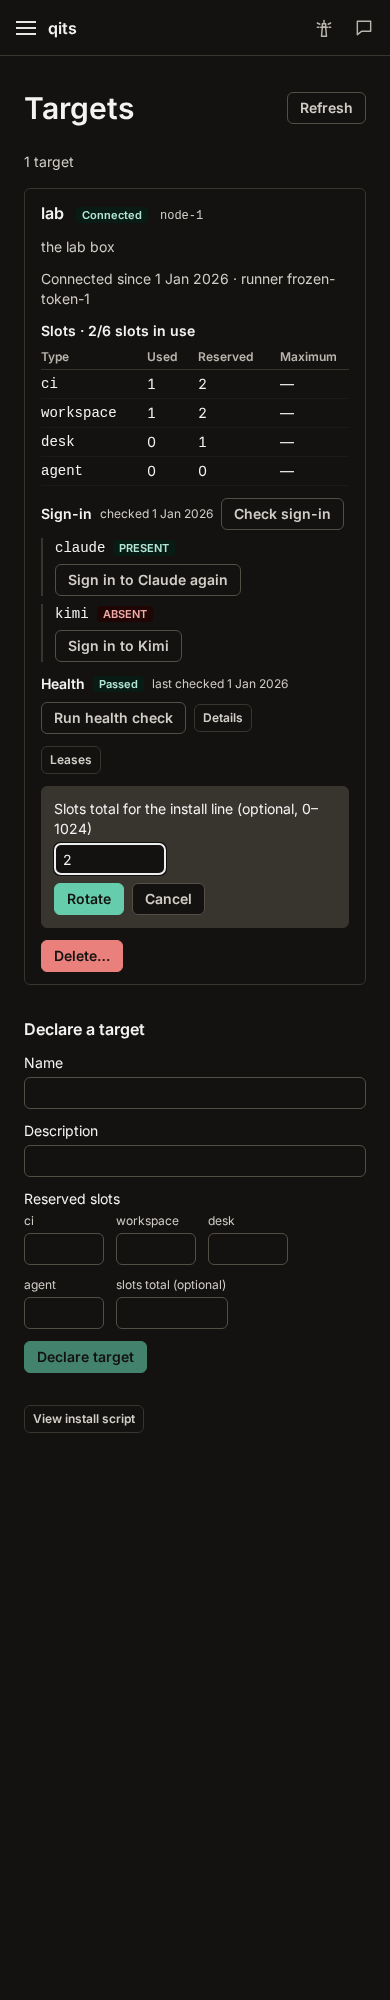 qits
Targets
Refresh
1 target
lab Connected node-1
the lab box
Connected since 1 Jan 2026 · runner frozen-
token-1
Slots · 2/6 slots in use
Type Used Reserved Maximum
ci 1 2 —
workspace 1 2 —
desk 0 1 —
agent 0 0 —
Sign-in checked 1 Jan 2026 Check sign-in
claude PRESENT
Sign in to Claude again
kimi ABSENT
Sign in to Kimi
Health Passed last checked 1 Jan 2026
Run health check Details
Leases
Slots total for the install line (optional, 0–
1024)
2
Rotate Cancel
Delete...
Declare a target
Name
Description
Reserved slots
ci workspace desk
agent slots total (optional)
Declare target
View install script